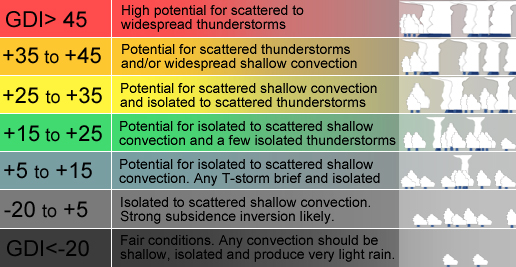 GDI> 45
High potential for scattered to
widespread thunderstorms
+35 to +45
Potential for scattered thunderstorms
and/or widespread shallow convection
+25 to +35
Potential for scattered shallow convection
and isolated to scattered thunderstorms
+15 to +25
Potential for isolated to scattered shallow
convection and a few isolated thunderstorms
+5 to +15
Potential for isolated to scattered shallow
convection. Any T-storm brief and isolated
-20 to +5
Isolated to scattered shallow convection.
Strong subsidence inversion likely.
GDI<-20
Fair conditions. Any convection should be
shallow, isolated and produce very light rain.